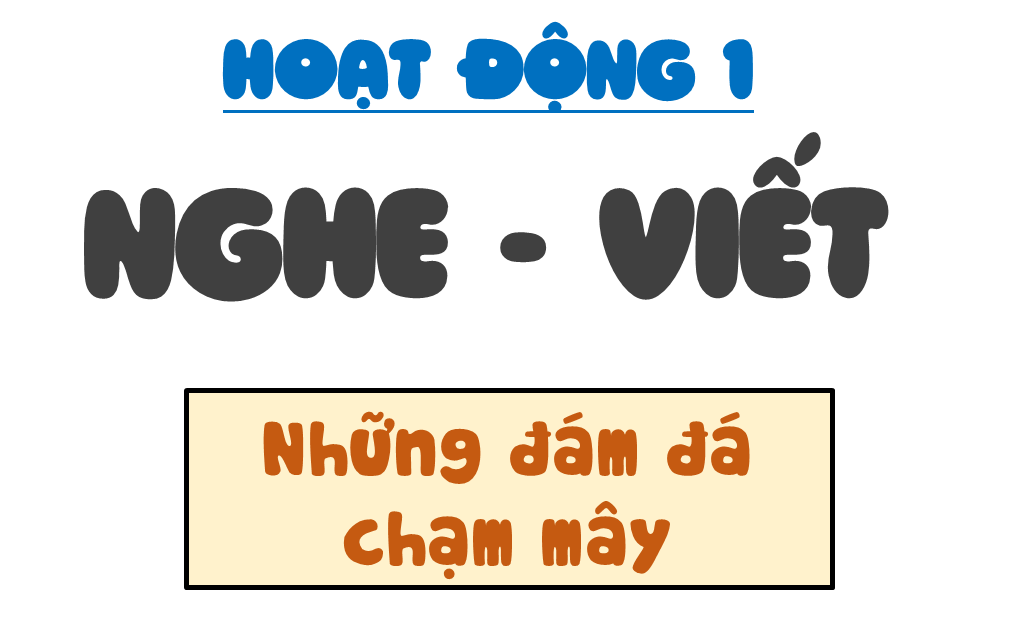 HOẠT ĐỘNG 1
NGHE - VIẾT
Những đám đá
chạm mây